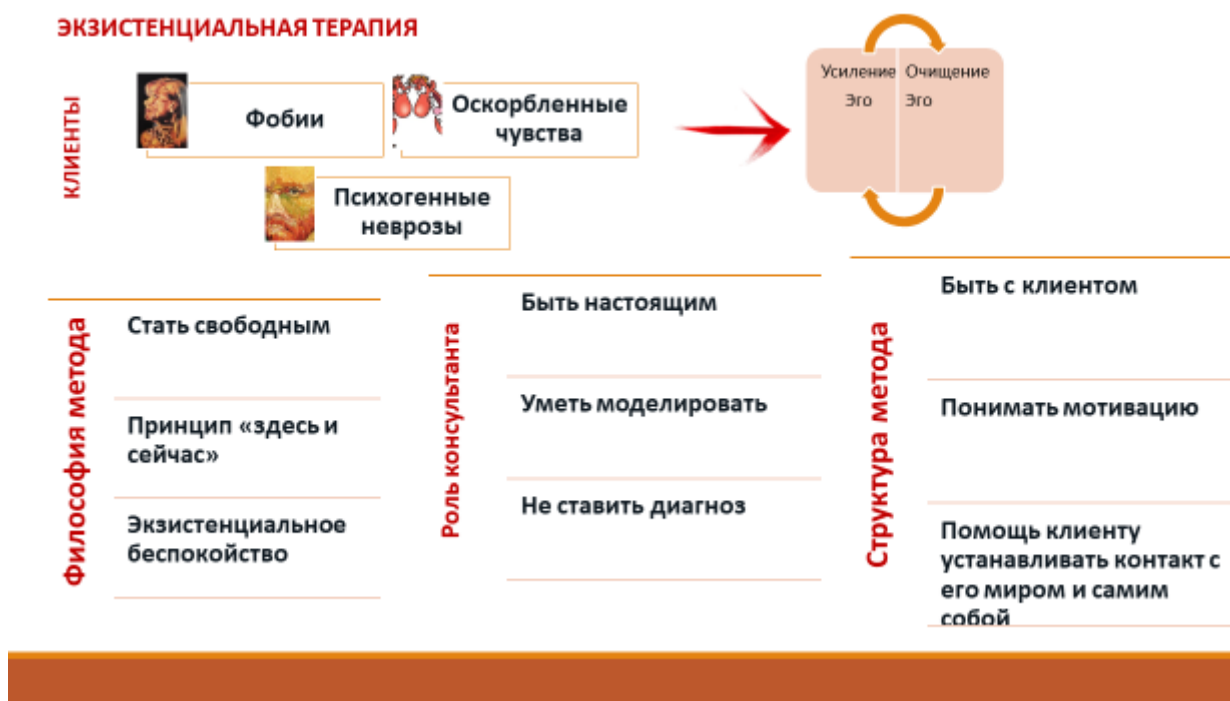 ЭКЗИСТЕНЦИАЛЬНАЯ ТЕРАПИЯ
КЛИЕНТЫ
Фобии
Оскорбленные
чувства
Психогенные
неврозы
Усиление
Эго
Очищение
Эго
Философия метода
Стать свободным
Принцип «здесь и
сейчас»
Экзистенциальное
беспокойство
Роль консультанта
Быть настоящим
Уметь моделировать
Не ставить диагноз
Структура метода
Быть с клиентом
Понимать мотивацию
Помощь клиенту
устанавливать контакт с
его миром и самим
собой